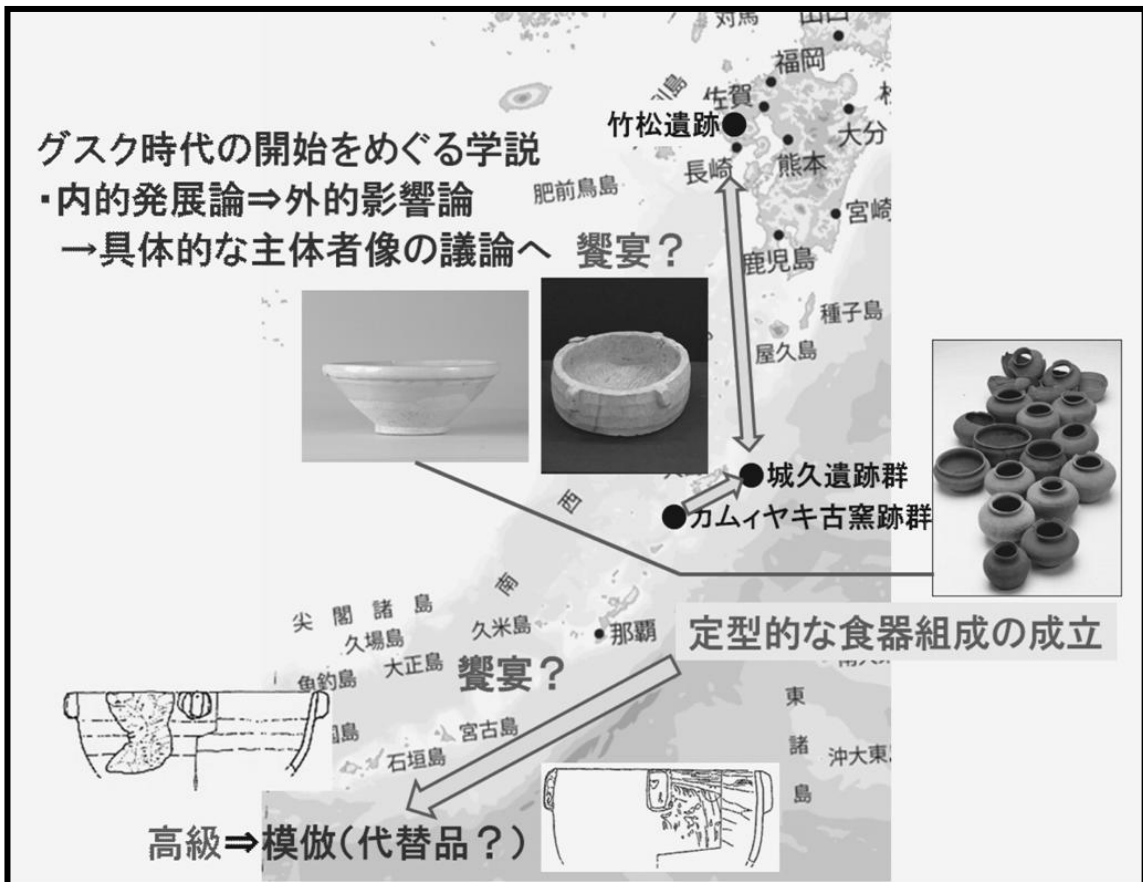 対馬
山口
福岡
佐賀
大分
竹松遺跡
長崎
熊本
肥前鳥島
宮崎
グスク時代の開始をめぐる学説
・内的発展論⇒外的影響論
→具体的な主体者像の議論へ 饗宴？
鹿児島
種子島
屋久島
城久遺跡群
カムィヤキ古窯跡群
西
南
諸
島
尖閣諸島
久場島
久米島
那覇
定型的な食器組成の成立
大正島
魚釣島
饗宴？
宮古島
石垣島
東
沖大東
高級⇒模倣（代替品？）